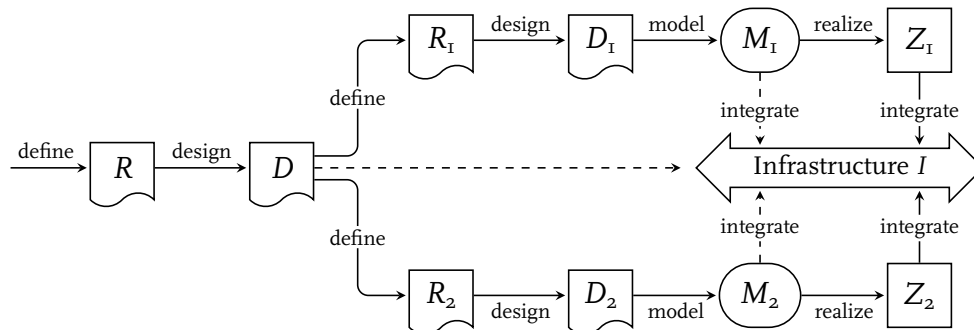 R₁ design D₁ model M₁ realize Z₁
define integrate integrate
define R design D Infrastructure I
define integrate integrate
R₂ design D₂ model M₂ realize Z₂